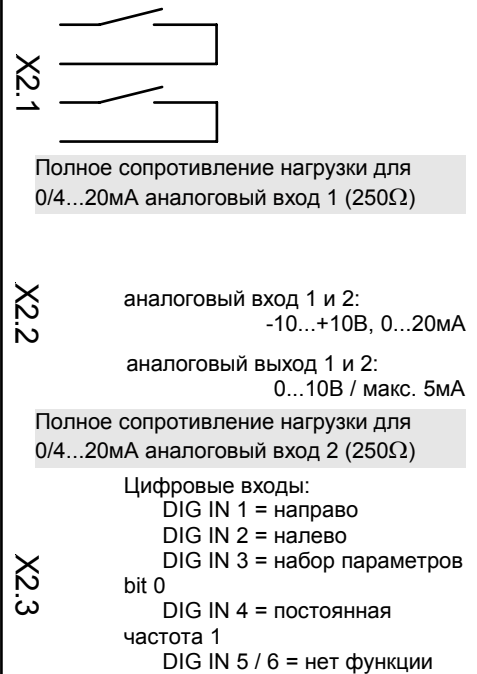 X2.1
Полное сопротивление нагрузки для
0/4...20мА аналоговый вход 1 (250Ω)
X2.2
аналоговый вход 1 и 2:
-10...+10В, 0...20мА
аналоговый выход 1 и 2:
0...10В / макс. 5мА
Полное сопротивление нагрузки для
0/4...20мА аналоговый вход 2 (250Ω)
X2.3
Цифровые входы:
DIG IN 1 = направо
DIG IN 2 = налево
DIG IN 3 = набор параметров
bit 0
DIG IN 4 = постоянная
частота 1
DIG IN 5 / 6 = нет функции